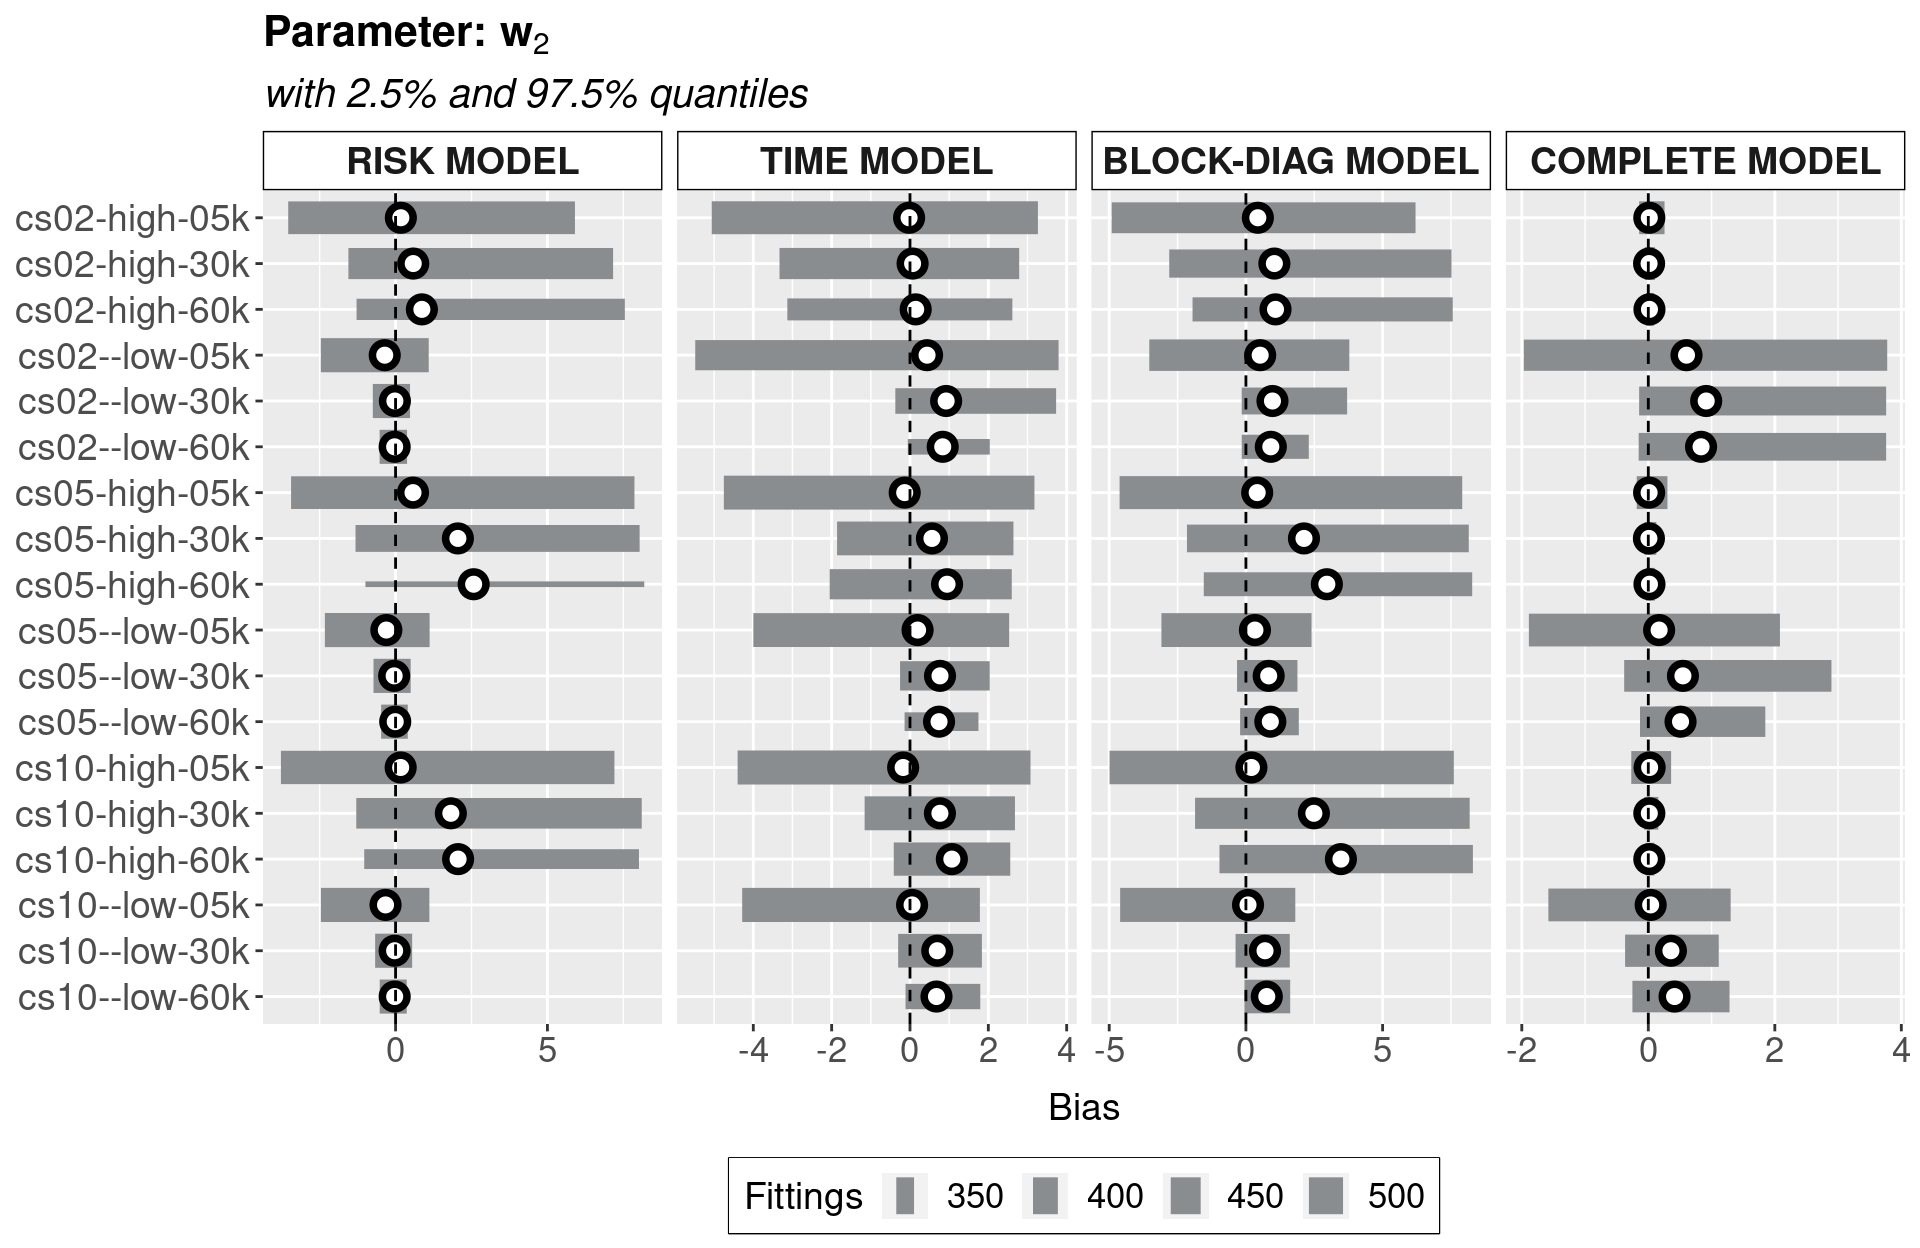 Parameter: w₂
with 2.5% and 97.5% quantiles
RISK MODEL TIME MODEL BLOCK-DIAG MODEL COMPLETE MODEL
cs02-high-05k
cs02-high-30k
cs02-high-60k
cs02--low-05k
cs02--low-30k
cs02--low-60k
cs05-high-05k
cs05-high-30k
cs05-high-60k
cs05--low-05k
cs05--low-30k
cs05--low-60k
cs10-high-05k
cs10-high-30k
cs10-high-60k
cs10--low-05k
cs10--low-30k
cs10--low-60k
0 5 -4 -2 0 2 4 -5 0 5 -2 0 2 4
Bias
Fittings 350 400 450 500